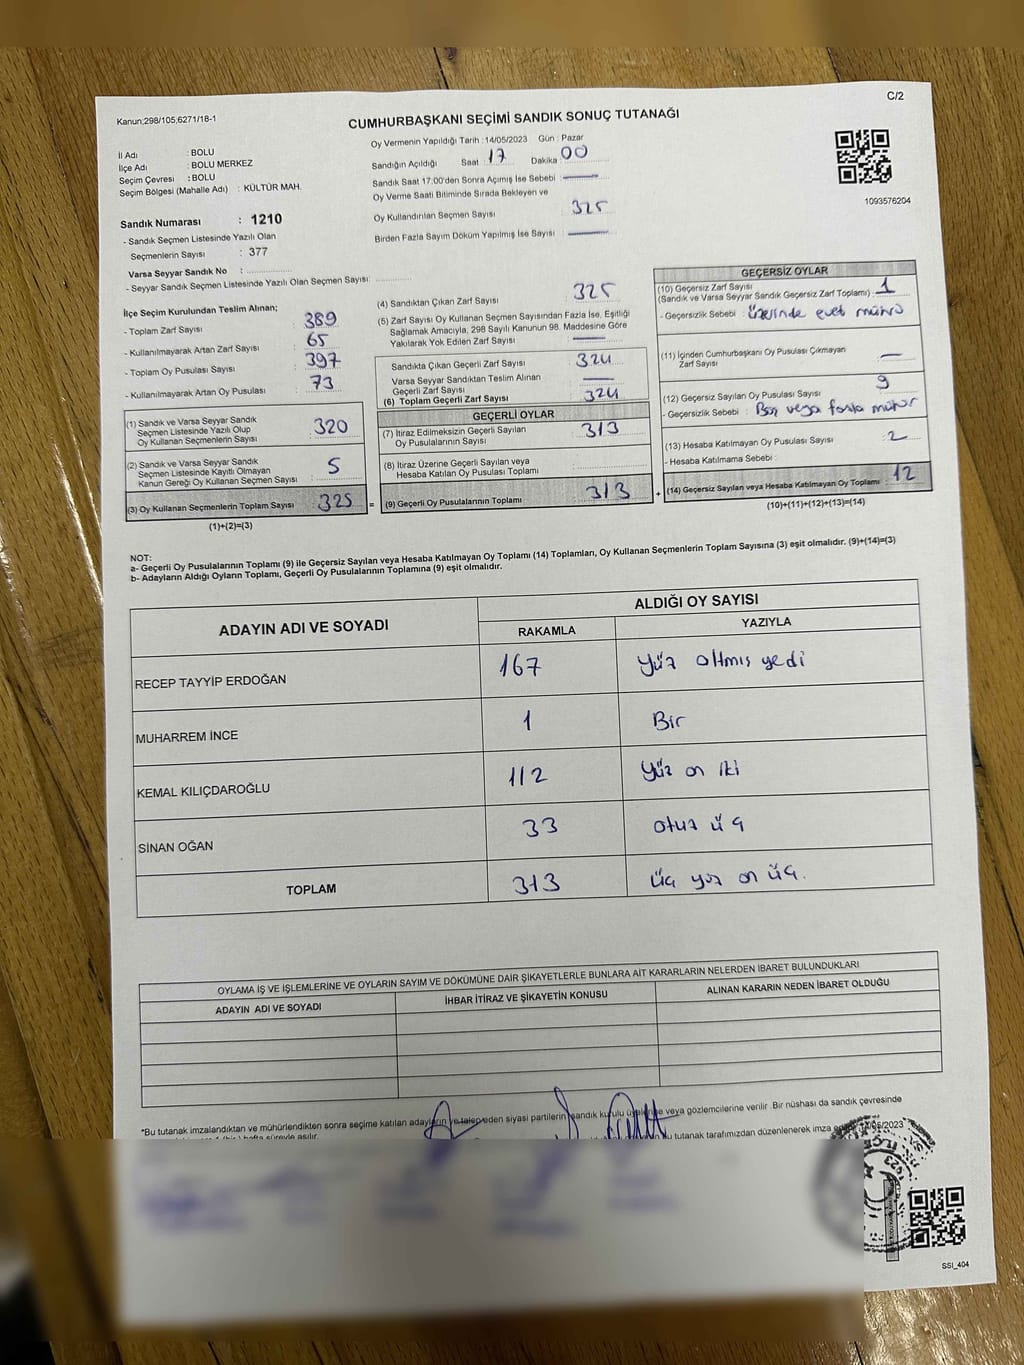 C/2
Kanun;298/105,6271/18-1
CUMHURBAŞKANI SEÇİMİ SANDIK SONUÇ TUTANAĞI
İl Adı : BOLU
İlçe Adı : BOLU MERKEZ
Seçim Çevresi : BOLU
Seçim Bölgesi (Mahalle Adı) : KÜLTÜR MAH.
Sandık Numarası : 1210
- Sandık Seçmen Listesinde Yazılı Olan
Seçmenlerin Sayısı : 377
Varsa Seyyar Sandık No :
- Seyyar Sandık Seçmen Listesinde Yazılı Olan Seçmen Sayısı:
Oy Vermenin Yapıldığı Tarih :14/05/2023 Gün : Pazar
Sandığın Açıldığı Saat 17 Dakika 00
Sandık Saat 17.00'den Sonra Açımış İse Sebebi
Oy Verme Saati Bitiminde Sırada Bekleyen ve
Oy Kullandırılan Seçmen Sayısı 325
Birden Fazla Sayım Döküm Yapılmış İse Sayısı
1093576204
İlçe Seçim Kurulundan Teslim Alınan;
- Toplam Zarf Sayısı 389
- Kullanılmayarak Artan Zarf Sayısı 65
- Toplam Oy Pusulası Sayısı 397
- Kullanılmayarak Artan Oy Pusulası 73
(1) Sandık ve Varsa Seyyar Sandık
Seçmen Listesinde Yazılı Olup
Oy Kullanan Seçmenlerin Sayısı 320
(2) Sandık ve Varsa Seyyar Sandık
Seçmen Listesinde Kayıtlı Olmayan
Kanun Gereği Oy Kullanan Seçmen Sayısı : 5
(3) Oy Kullanan Seçmenlerin Toplam Sayısı : 325 =
(1)+(2)=(3)
(4) Sandıktan Çıkan Zarf Sayısı 325
(5) Zarf Sayısı Oy Kullanan Seçmen Sayısından Fazla İse, Eşitliği
Sağlamak Amacıyla, 298 Sayılı Kanunun 98. Maddesine Göre
Yakılarak Yok Edilen Zarf Sayısı
Sandıkta Çıkan Geçerli Zarf Sayısı 324
Varsa Seyyar Sandıktan Teslim Alınan
Geçerli Zarf Sayısı
(6) Toplam Geçerli Zarf Sayısı 324
GEÇERLİ OYLAR
(7) İtiraz Edilmeksizin Geçerli Sayılan
Oy Pusulalarının Sayısı 313
(8) İtiraz Üzerine Geçerli Sayılan veya
Hesaba Katılan Oy Pusulası Toplamı
(9) Geçerli Oy Pusulalarının Toplamı 313 +
GEÇERSİZ OYLAR
(10) Geçersiz Zarf Sayısı
(Sandık ve Varsa Seyyar Sandık Geçersiz Zarf Toplamı) : 1
- Geçersizlik Sebebi : üzerinde evet mührü
(11) İçinden Cumhurbaşkanı Oy Pusulası Çıkmayan
Zarf Sayısı —
(12) Geçersiz Sayılan Oy Pusulası Sayısı 9
- Geçersizlik Sebebi : Boş veya fazla mühür
(13) Hesaba Katılmayan Oy Pusulası Sayısı 2
- Hesaba Katılmama Sebebi :
(14) Geçersiz Sayılan veya Hesaba Katılmayan Oy Toplamı : 12
(10)+(11)+(12)+(13)=(14)
NOT:
a- Geçerli Oy Pusulalarının Toplamı (9) ile Geçersiz Sayılan veya Hesaba Katılmayan Oy Toplamı (14) Toplamları, Oy Kullanan Seçmenlerin Toplam Sayısına (3) eşit olmalıdır. (9)+(14)=(3)
b- Adayların Aldığı Oyların Toplamı, Geçerli Oy Pusulalarının Toplamına (9) eşit olmalıdır.
ADAYIN ADI VE SOYADI
ALDIĞI OY SAYISI
RAKAMLA YAZIYLA
RECEP TAYYİP ERDOĞAN 167 Yüz altmış yedi
MUHARREM İNCE 1 Bir
KEMAL KILIÇDAROĞLU 112 Yüz on iki
SİNAN OĞAN 33 otuz üç
TOPLAM 313 üç yüz on üç.
OYLAMA İŞ VE İŞLEMLERİNE VE OYLARIN SAYIM VE DÖKÜMÜNE DAİR ŞİKAYETLERLE BUNLARA AİT KARARLARIN NELERDEN İBARET BULUNDUKLARI
ADAYIN ADI VE SOYADI İHBAR İTİRAZ VE ŞİKAYETİN KONUSU ALINAN KARARIN NEDEN İBARET OLDUĞU
*Bu tutanak imzalandıktan ve mühürlendikten sonra seçime katılan adayların ve talep eden siyasi partilerin sandık kurulu üyelerine veya gözlemcilerine verilir. Bir nüshası da sandık çevresinde
hafta süreyle asılır. tutanak tarafımızdan düzenlenerek imza
SSI_404